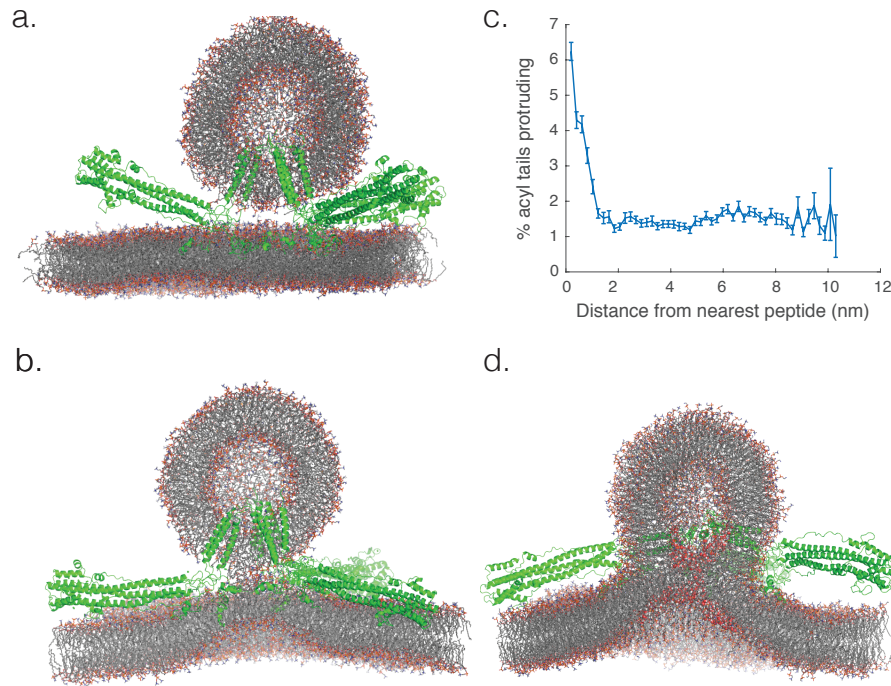 a.
c.
7
6
5
4
3
2
1
0
% acyl tails protruding
0 2 4 6 8 10 12
Distance from nearest peptide (nm)
b.
d.